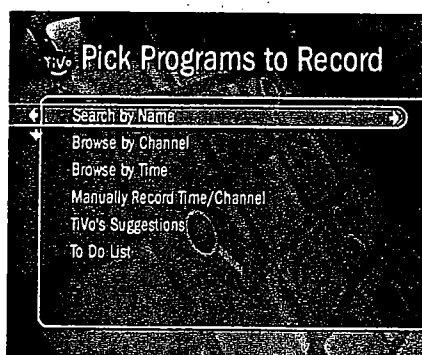 TiVo Pick Programs to Record
Search by Name
Browse by Channel
Browse by Time
Manually Record Time/Channel
TiVo's Suggestions
To Do List